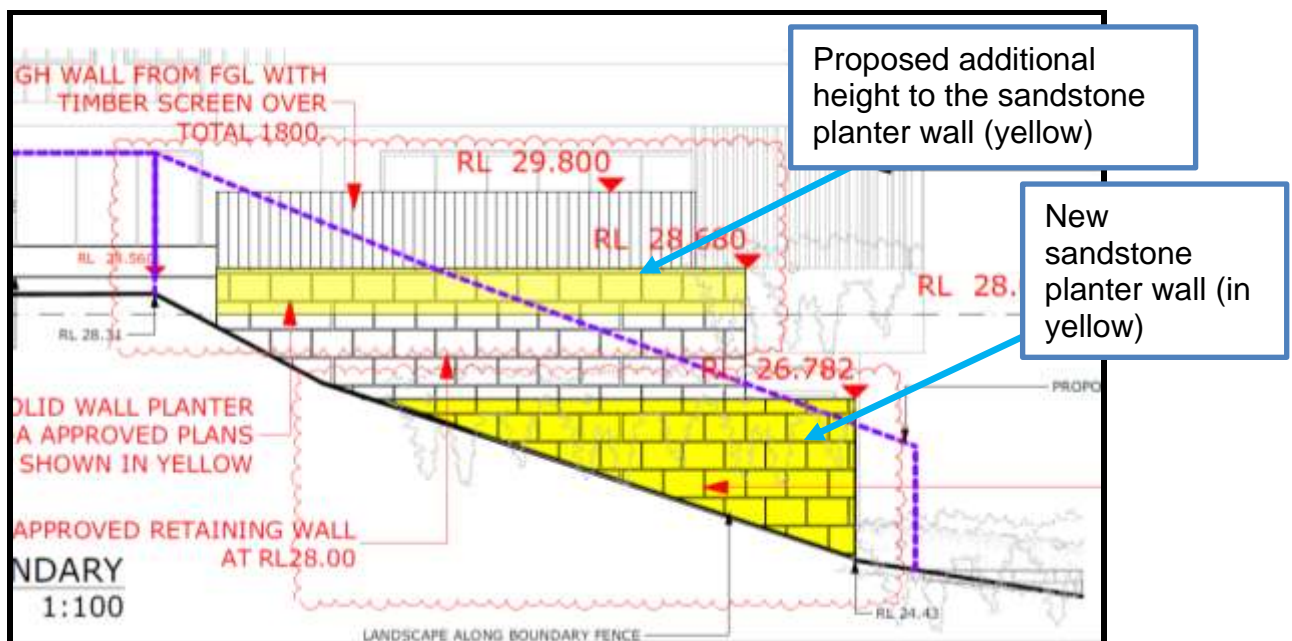 Proposed additional
height to the sandstone
planter wall (yellow)
New
sandstone
planter wall (in
yellow)
GH WALL FROM FGL WITH
TIMBER SCREEN OVER
TOTAL 1800.
RL 29.800
RL 28.680
RL 28.
RL 28.31
RL 26.782
PROPO
OLID WALL PLANTER
A APPROVED PLANS
SHOWN IN YELLOW
APPROVED RETAINING WALL
AT RL28.00
NDARY
1:100
RL 24.43
LANDSCAPE ALONG BOUNDARY FENCE